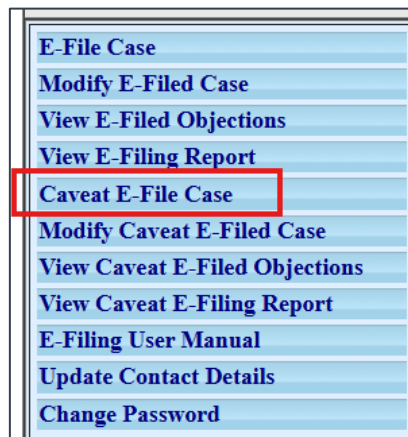 E-File Case
Modify E-Filed Case
View E-Filed Objections
View E-Filing Report
Caveat E-File Case
Modify Caveat E-Filed Case
View Caveat E-Filed Objections
View Caveat E-Filing Report
E-Filing User Manual
Update Contact Details
Change Password